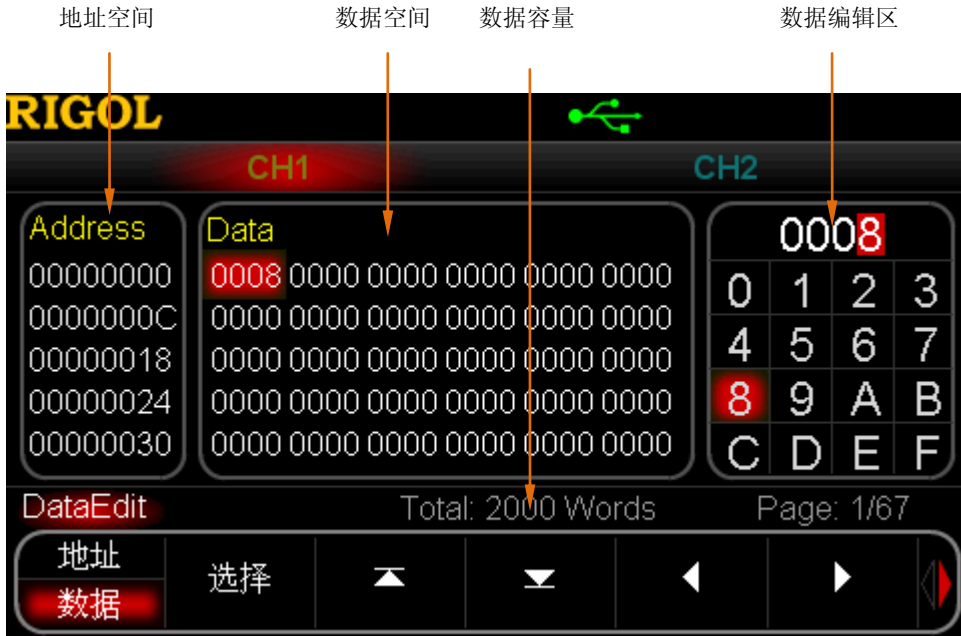 地址空间 数据空间 数据容量 数据编辑区
RIGOL
CH1 CH2
Address Data 0008
00000000 0008 0000 0000 0000 0000 0000
0000000C 0000 0000 0000 0000 0000 0000
00000018 0000 0000 0000 0000 0000 0000
00000024 0000 0000 0000 0000 0000 0000
00000030 0000 0000 0000 0000 0000 0000
0 1 2 3
4 5 6 7
8 9 A B
C D E F
DataEdit Total: 2000 Words Page: 1/67
地址
数据
选择